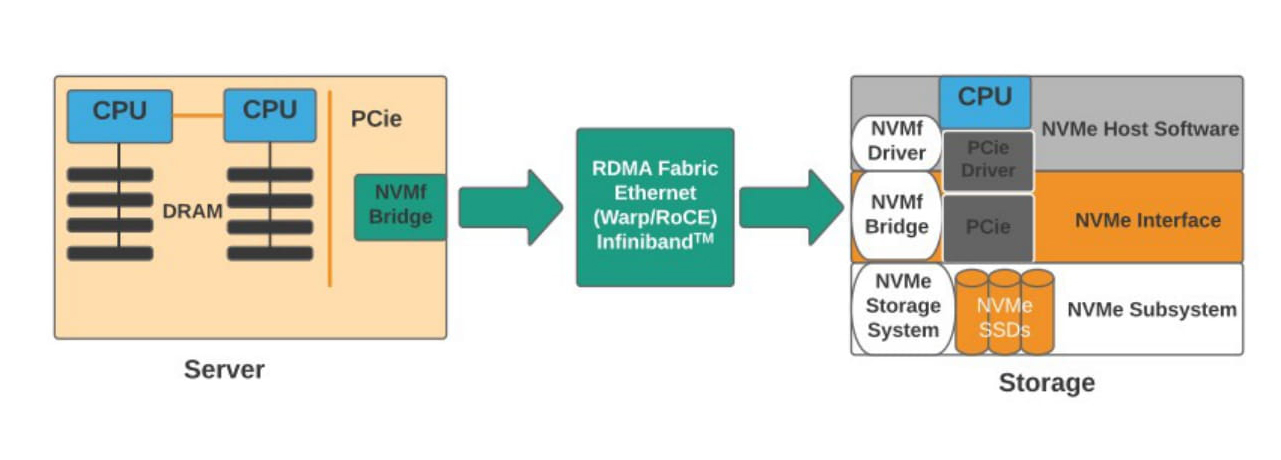 CPU
CPU
PCie
DRAM
NVMf
Bridge
Server
RDMA Fabric
Ethernet
(Warp/RoCE)
Infiniband™
CPU
NVMf
Driver
PCie
Driver
NVMe Host Software
NVMf
Bridge
PCie
NVMe Interface
NVMe
Storage
System
NVMe
SSDs
NVMe Subsystem
Storage